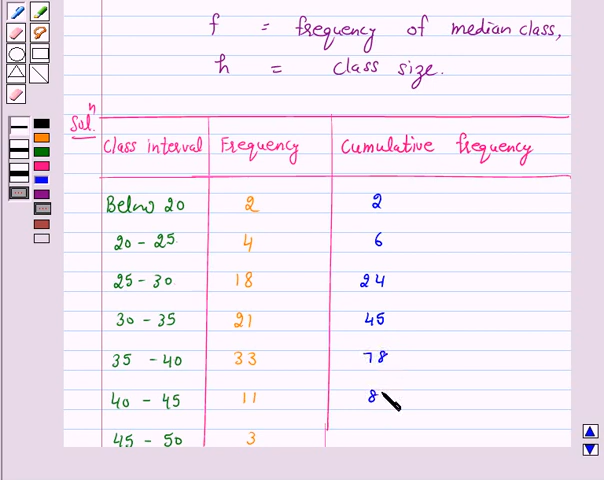 f = frequency of median class,
h = class size.
Solⁿ.
Class interval Frequency Cumulative frequency
Below 20 2 2
20 - 25 4 6
25 - 30 18 24
30 - 35 21 45
35 - 40 33 78
40 - 45 11 8
45 - 50 3